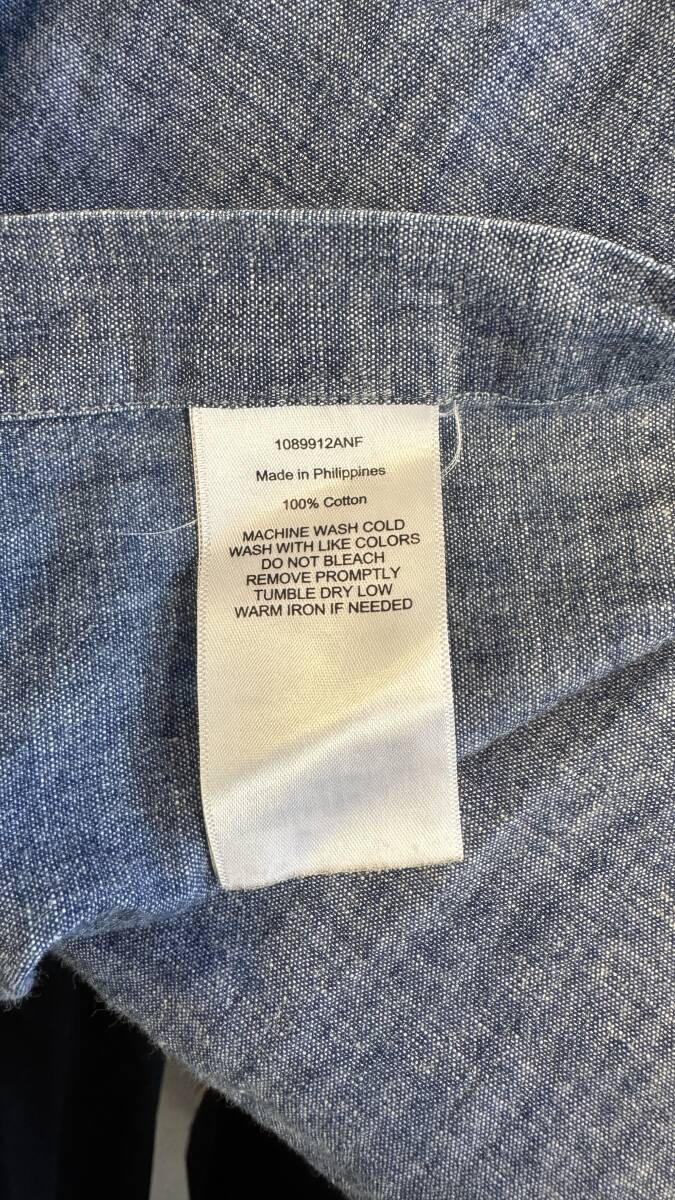 1089912ANF
Made in Philippines
100% Cotton
MACHINE WASH COLD
WASH WITH LIKE COLORS
DO NOT BLEACH
REMOVE PROMPTLY
TUMBLE DRY LOW
WARM IRON IF NEEDED